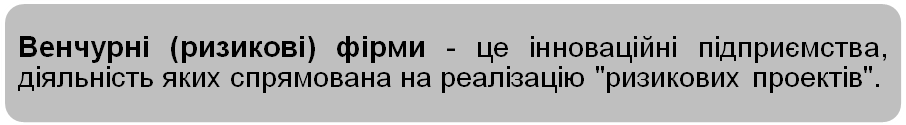 Венчурні (ризикові) фірми - це інноваційні підприємства,
діяльність яких спрямована на реалізацію "ризикових проектів".